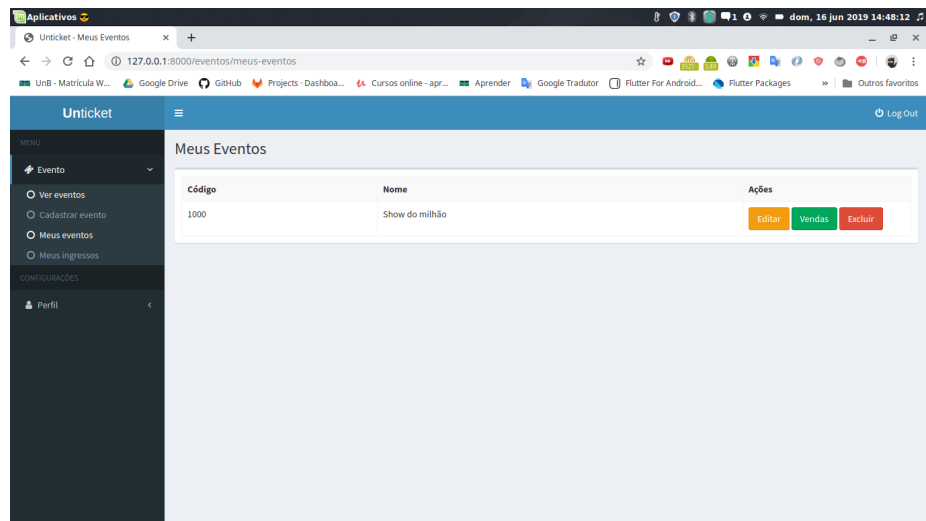 Aplicativos
1 dom, 16 jun 2019 14:48:12
Unticket - Meus Eventos
127.0.0.1:8000/eventos/meus-eventos
UnB - Matrícula W... Google Drive GitHub Projects · Dashboa... Cursos online - apr... Aprender Google Tradutor Flutter For Android... Flutter Packages » Outros favoritos
Unticket
Log Out
MENU
Evento
Ver eventos
Cadastrar evento
Meus eventos
Meus ingressos
CONFIGURAÇÕES
Perfil
Meus Eventos
Código Nome Ações
1000 Show do milhão Editar Vendas Excluir